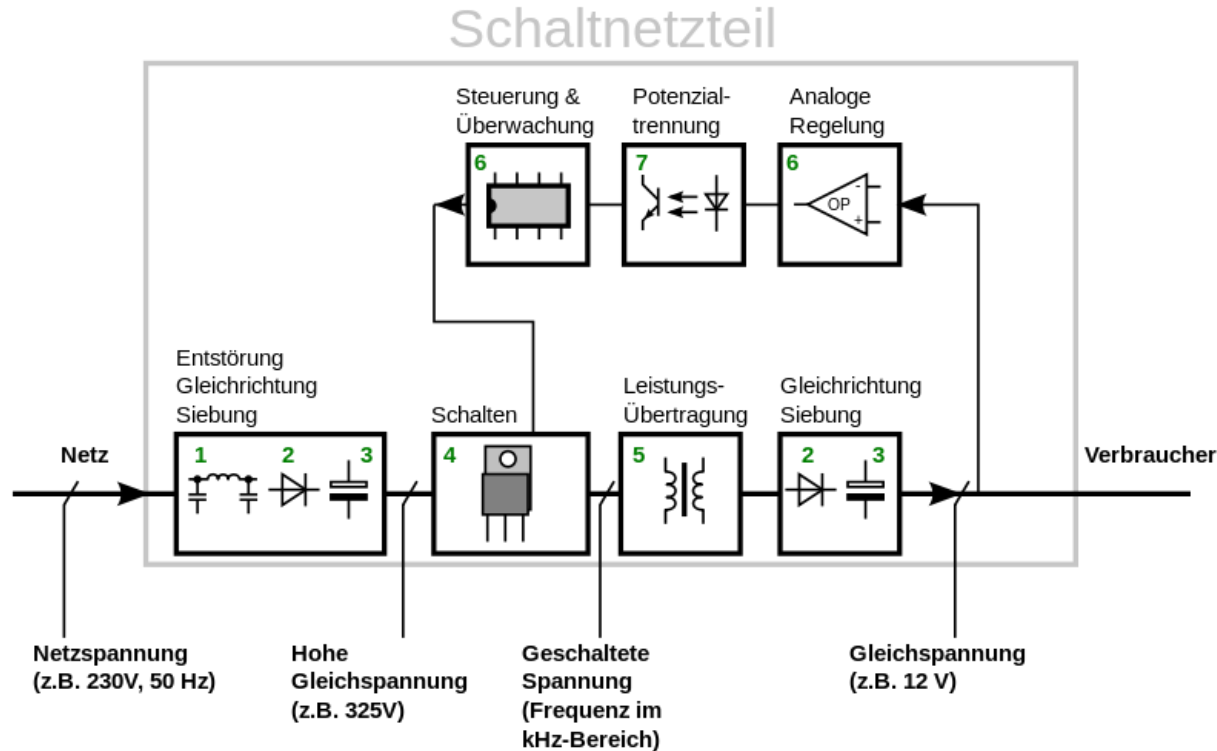 Schaltnetzteil
Steuerung &
Überwachung
6
Potenzial-
trennung
7
Analoge
Regelung
6
OP
-
+
Entstörung
Gleichrichtung
Siebung
1 2 3
Schalten
4
Leistungs-
Übertragung
5
Gleichrichtung
Siebung
2 3
Netz
Verbraucher
Netzspannung
(z.B. 230V, 50 Hz)
Hohe
Gleichspannung
(z.B. 325V)
Geschaltete
Spannung
(Frequenz im
kHz-Bereich)
Gleichspannung
(z.B. 12 V)